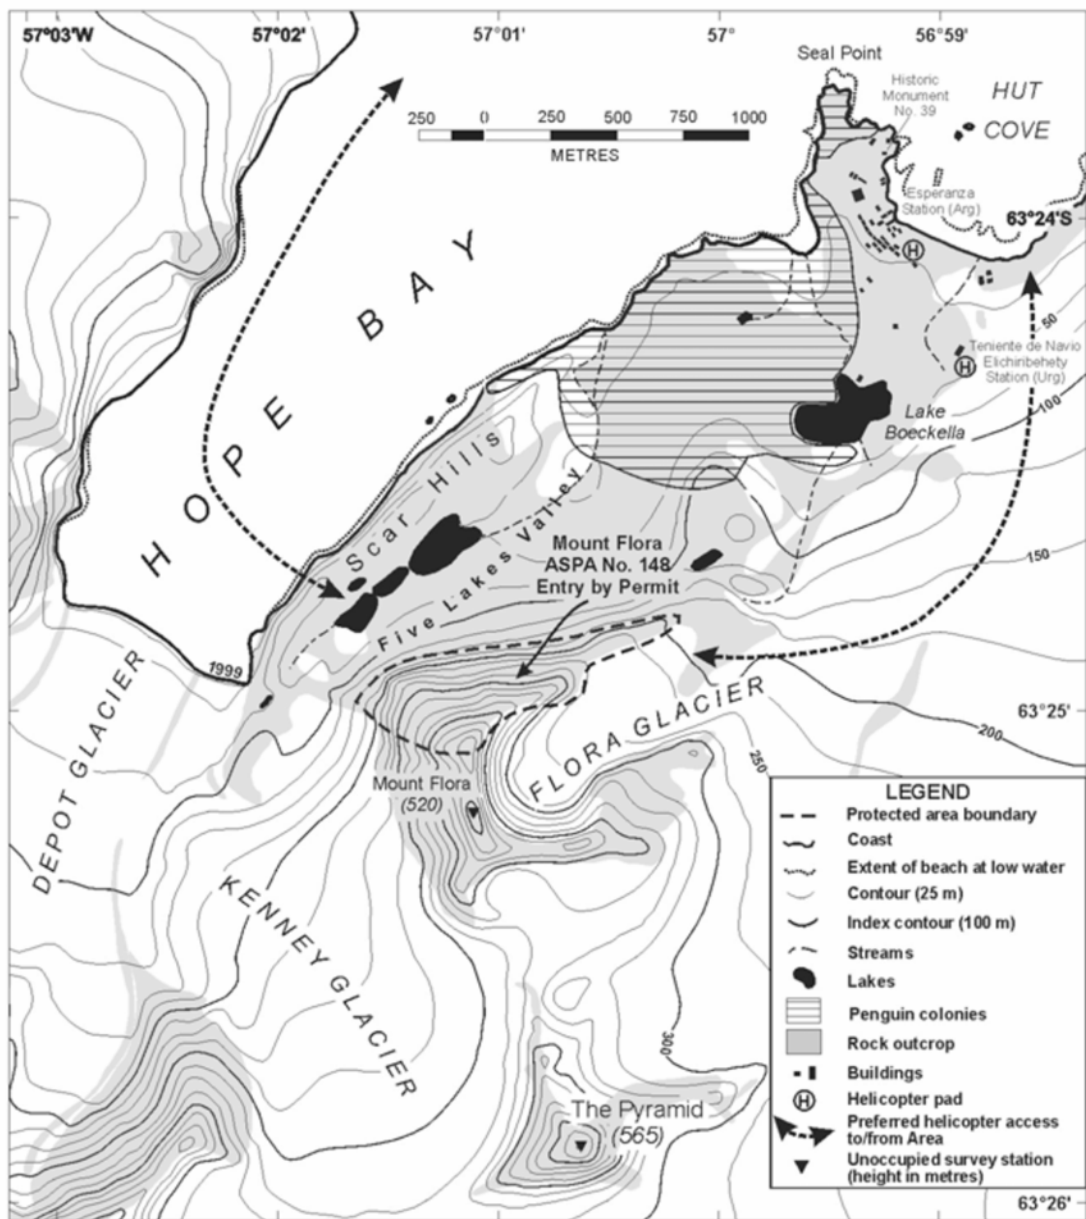 57°03'W
57°02'
57°01'
57°
56°59'
Seal Point
Historic
Monument
No. 39
HUT
COVE
250 0 250 500 750 1000
METRES
Esperanza
Station (Arg)
63°24'S
H
HOPE BAY
50
Teniente de Navio
Elichiribehety
Station (Urg)
H
100
Lake
Boeckella
Scar Hills
Five Lakes Valley
Mount Flora
ASPA No. 148
Entry by Permit
150
1999
DEPOT GLACIER
FLORA GLACIER
63°25'
200
250
Mount Flora
(520)
KENNEY GLACIER
300
The Pyramid
(565)
LEGEND
Protected area boundary
Coast
Extent of beach at low water
Contour (25 m)
Index contour (100 m)
Streams
Lakes
Penguin colonies
Rock outcrop
Buildings
H Helicopter pad
Preferred helicopter access
to/from Area
Unoccupied survey station
(height in metres)
63°26'